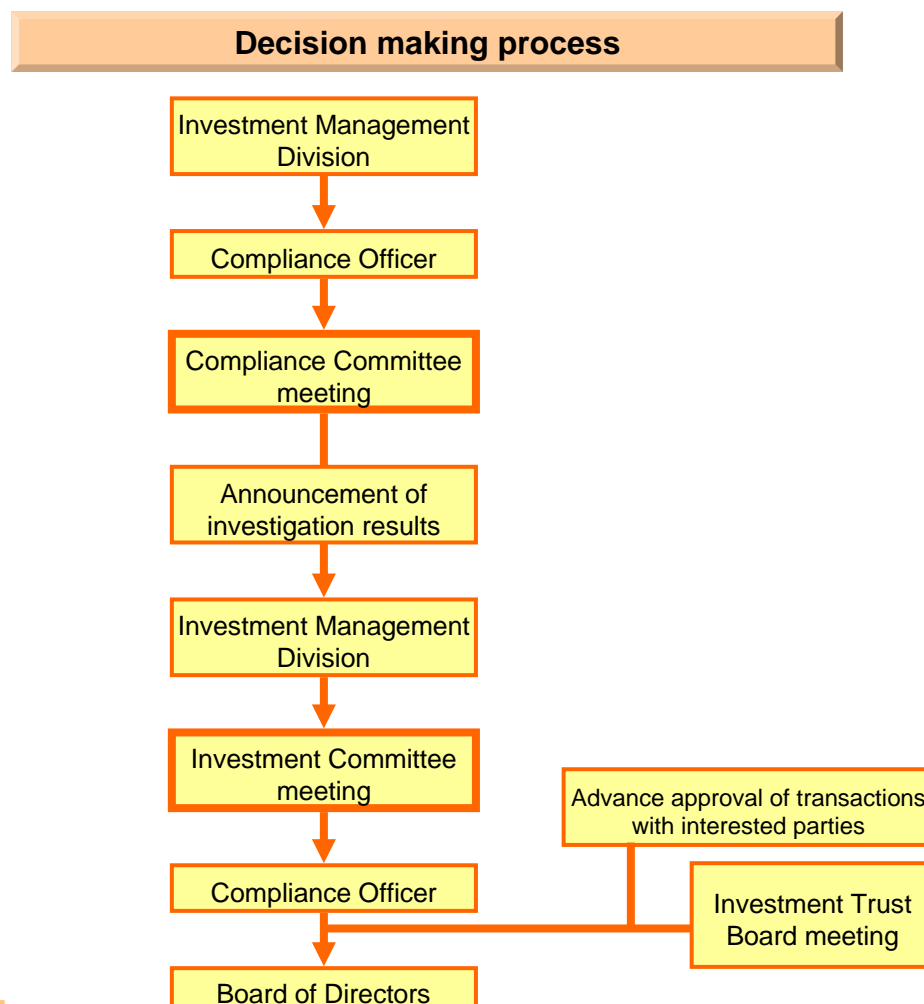 Decision making process
Investment Management
Division
Compliance Officer
Compliance Committee
meeting
Announcement of
investigation results
Investment Management
Division
Investment Committee
meeting
Advance approval of transactions
with interested parties
Compliance Officer
Investment Trust
Board meeting
Board of Directors